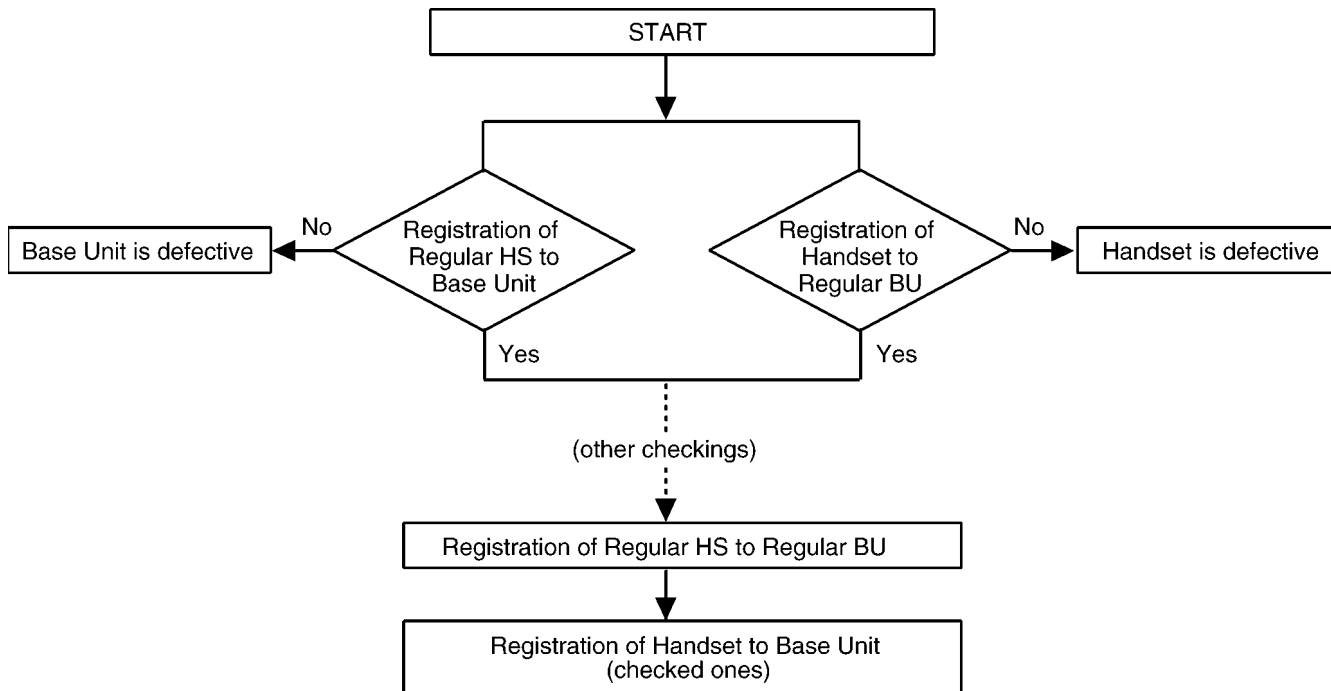 START
No
Registration of
Regular HS to
Base Unit
Registration of
Handset to
Regular BU
No
Base Unit is defective
Handset is defective
Yes
Yes
(other checkings)
Registration of Regular HS to Regular BU
Registration of Handset to Base Unit
(checked ones)